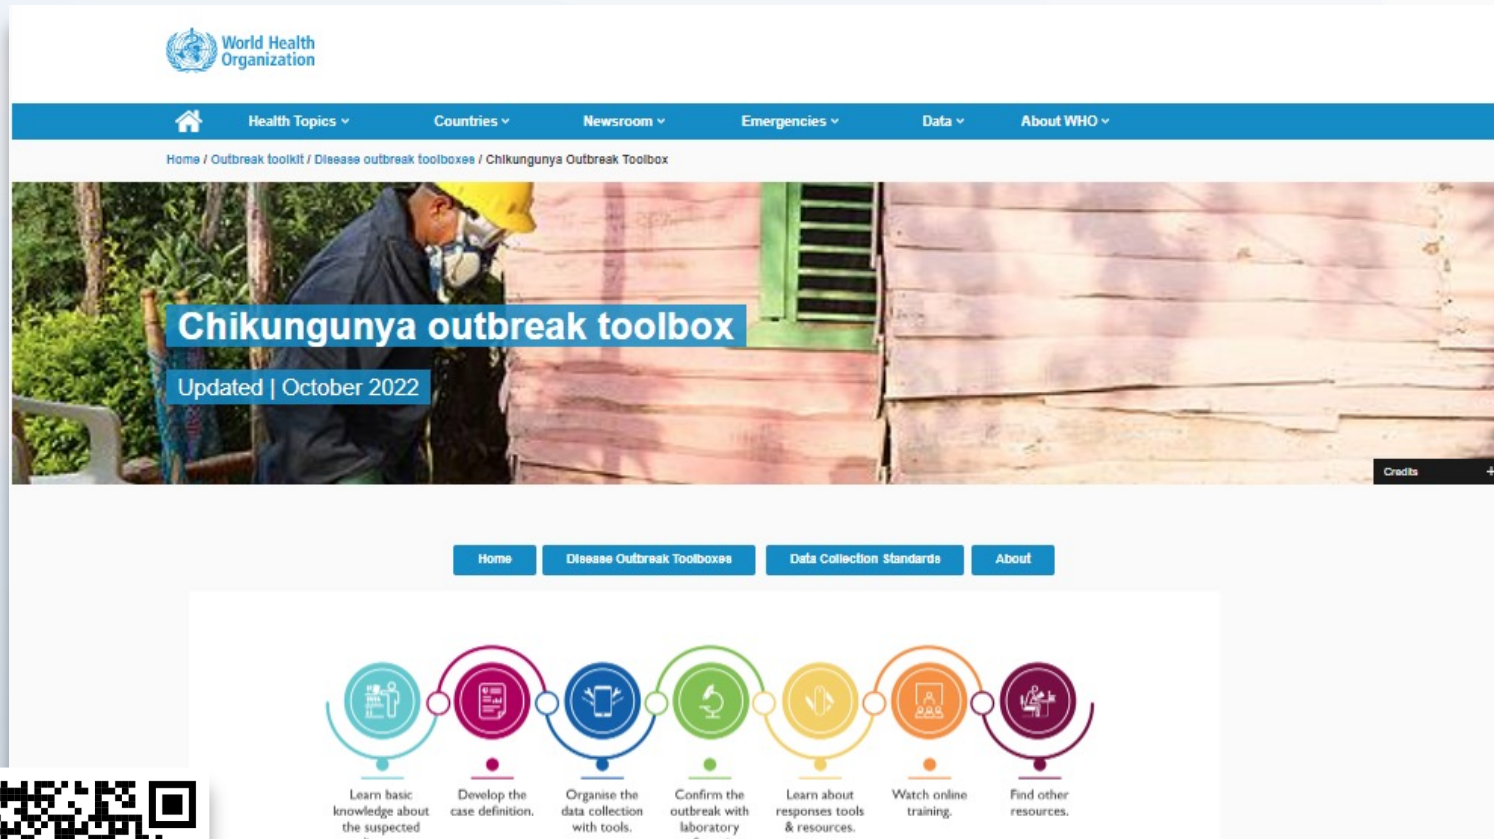 World Health
Organization
Health Topics
Countries
Newsroom
Emergencies
Data
About WHO
Home / Outbreak toolkit / Disease outbreak toolboxes / Chikungunya Outbreak Toolbox
Chikungunya outbreak toolbox
Updated | October 2022
Credits +
Home
Disease Outbreak Toolboxes
Data Collection Standards
About
Learn basic
knowledge about
the suspected
Develop the
case definition.
Organise the
data collection
with tools.
Confirm the
outbreak with
laboratory
Learn about
responses tools
& resources.
Watch online
training.
Find other
resources.